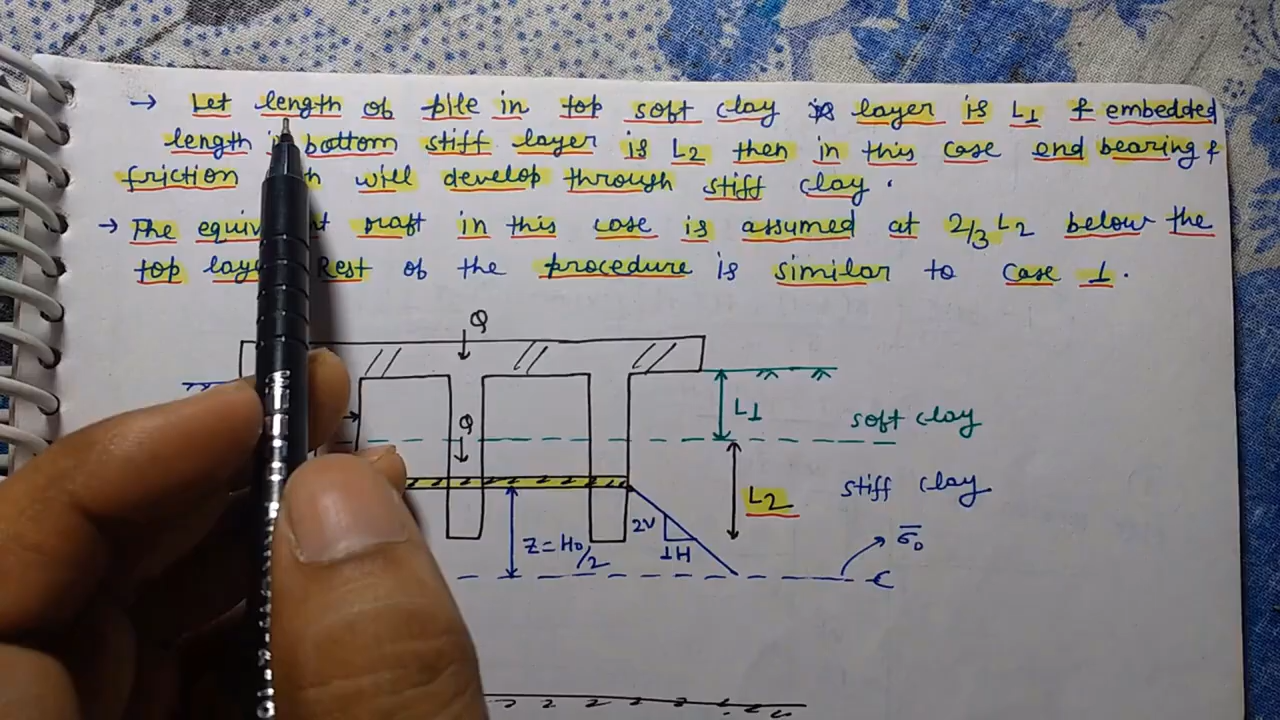 → Let length of pile in top soft clay layer is L1 & embedded
length bottom stiff layer is L2 then in this case end bearing &
friction will develop through stiff clay.
→ The raft in this case is assumed at 2/3 L2 below the
top Rest of the procedure is similar to case 1.
Q
L1
soft clay
Q
stiff clay
L2
2V
1H
Z = H0/2
σ̄0